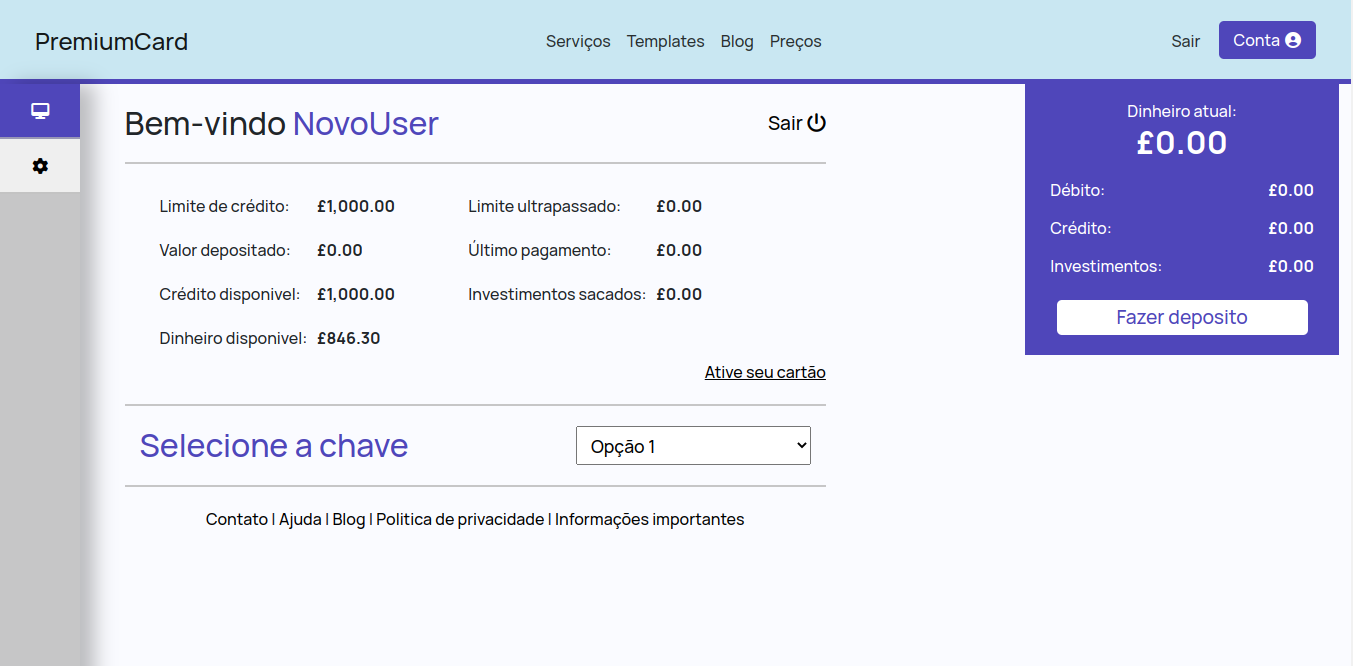 PremiumCard
Serviços Templates Blog Preços
Sair
Conta
Bem-vindo NovoUser
Sair
Limite de crédito: £1,000.00 Limite ultrapassado: £0.00
Valor depositado: £0.00 Último pagamento: £0.00
Crédito disponivel: £1,000.00 Investimentos sacados: £0.00
Dinheiro disponivel: £846.30
Ative seu cartão
Selecione a chave
Opção 1
Contato | Ajuda | Blog | Politica de privacidade | Informações importantes
Dinheiro atual:
£0.00
Débito: £0.00
Crédito: £0.00
Investimentos: £0.00
Fazer deposito